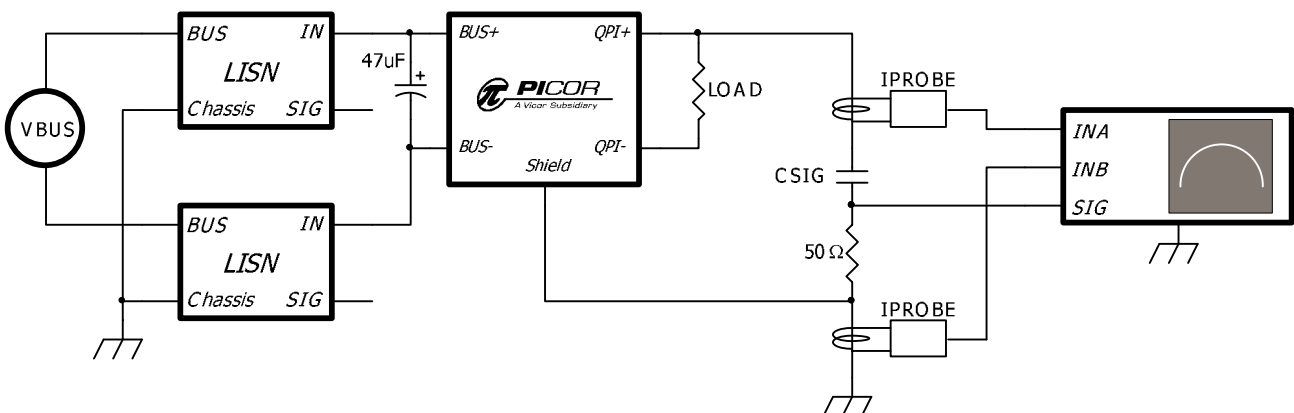 BUS IN
LISN
Chassis SIG
VBUS
47uF
+
BUS+ QPI+
π PICOR
A Vicor Subsidiary
BUS- QPI-
Shield
LOAD
IPROBE
CSIG
50Ω
IPROBE
INA
INB
SIG
BUS IN
LISN
Chassis SIG